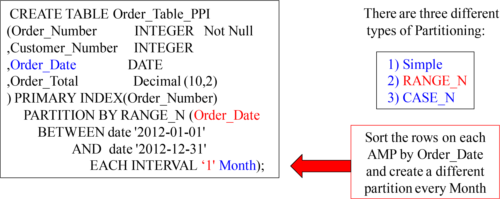 CREATE TABLE Order_Table_PPI
(Order_Number INTEGER Not Null
,Customer_Number INTEGER
,Order_Date DATE
,Order_Total Decimal (10,2)
) PRIMARY INDEX(Order_Number)
PARTITION BY RANGE_N (Order_Date
BETWEEN date '2012-01-01'
AND date '2012-12-31'
EACH INTERVAL ‘1' Month);
There are three different
types of Partitioning:
1) Simple
2) RANGE_N
3) CASE_N
Sort the rows on each
AMP by Order_Date
and create a different
partition every Month